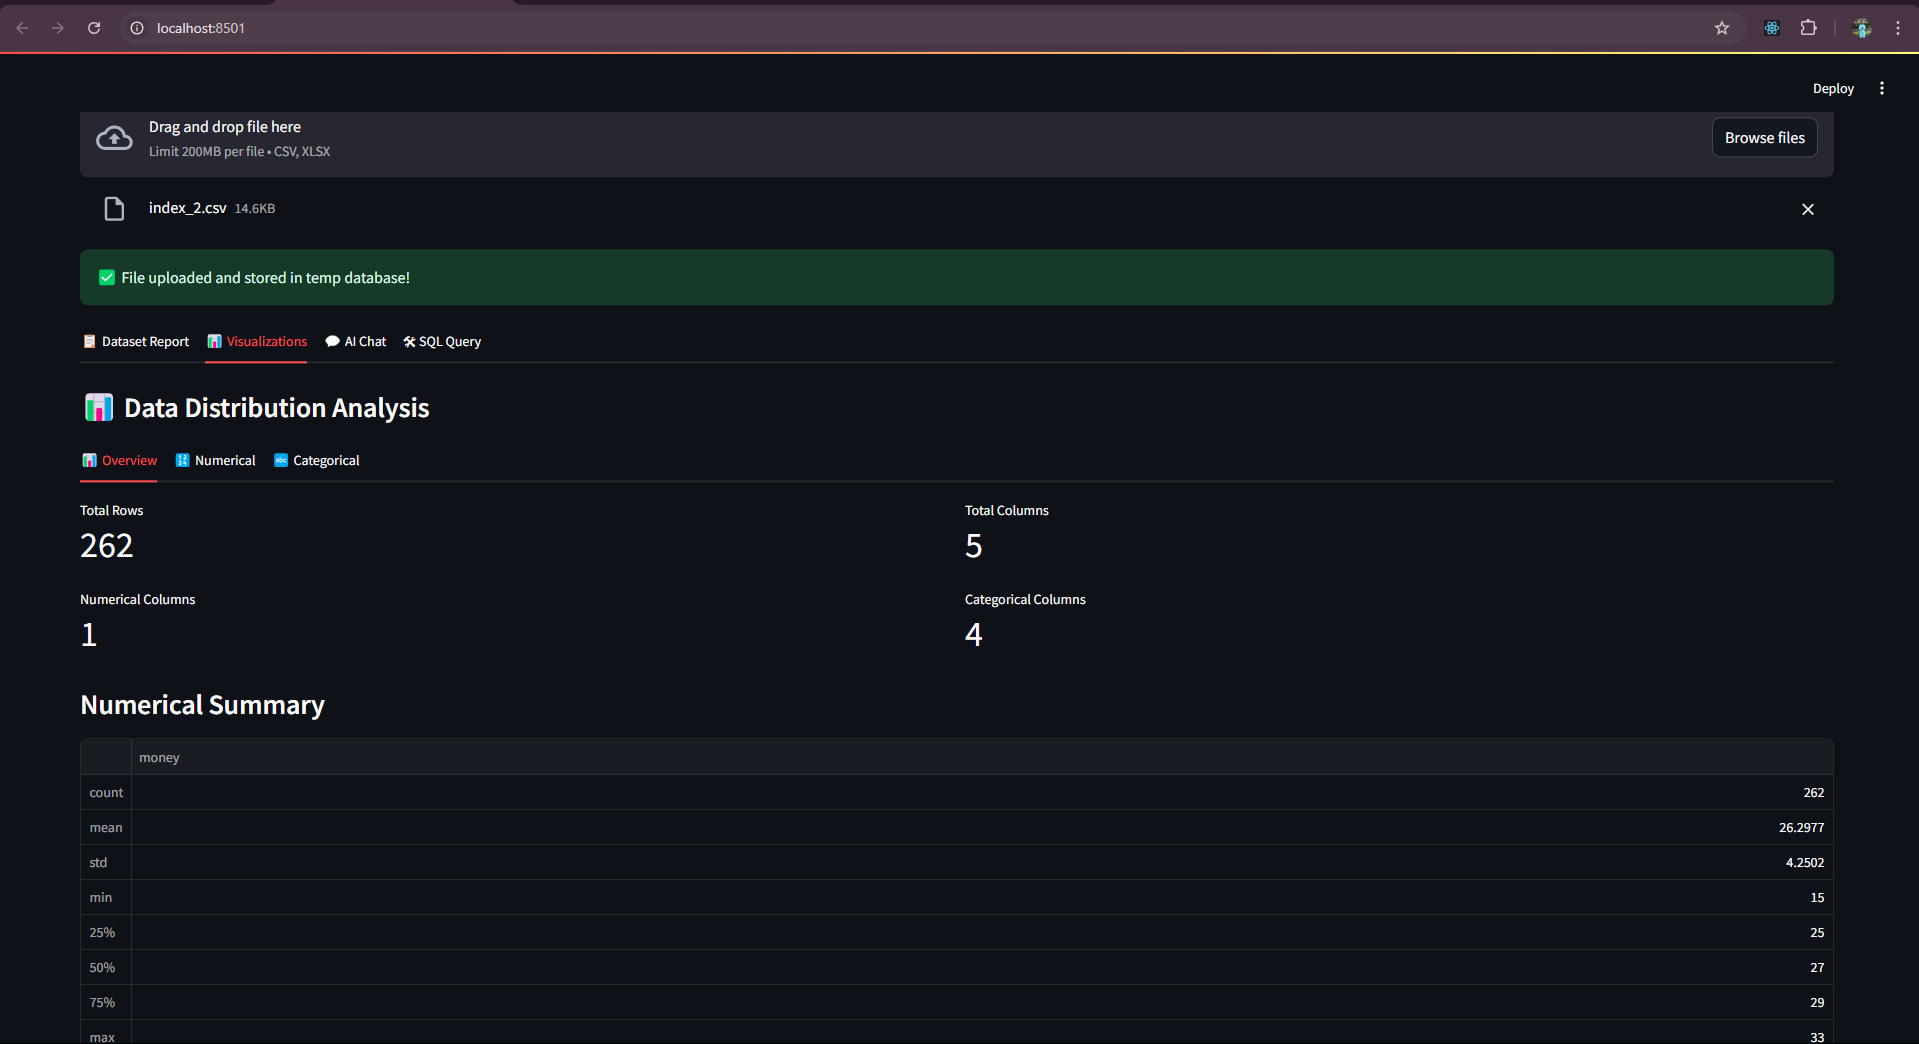 localhost:8501
Deploy
Drag and drop file here
Limit 200MB per file • CSV, XLSX
Browse files
index_2.csv 14.6KB
File uploaded and stored in temp database!
Dataset Report Visualizations AI Chat SQL Query
Data Distribution Analysis
Overview Numerical Categorical
Total Rows Total Columns
262 5
Numerical Columns Categorical Columns
1 4
Numerical Summary
money
count 262
mean 26.2977
std 4.2502
min 15
25% 25
50% 27
75% 29
max 33